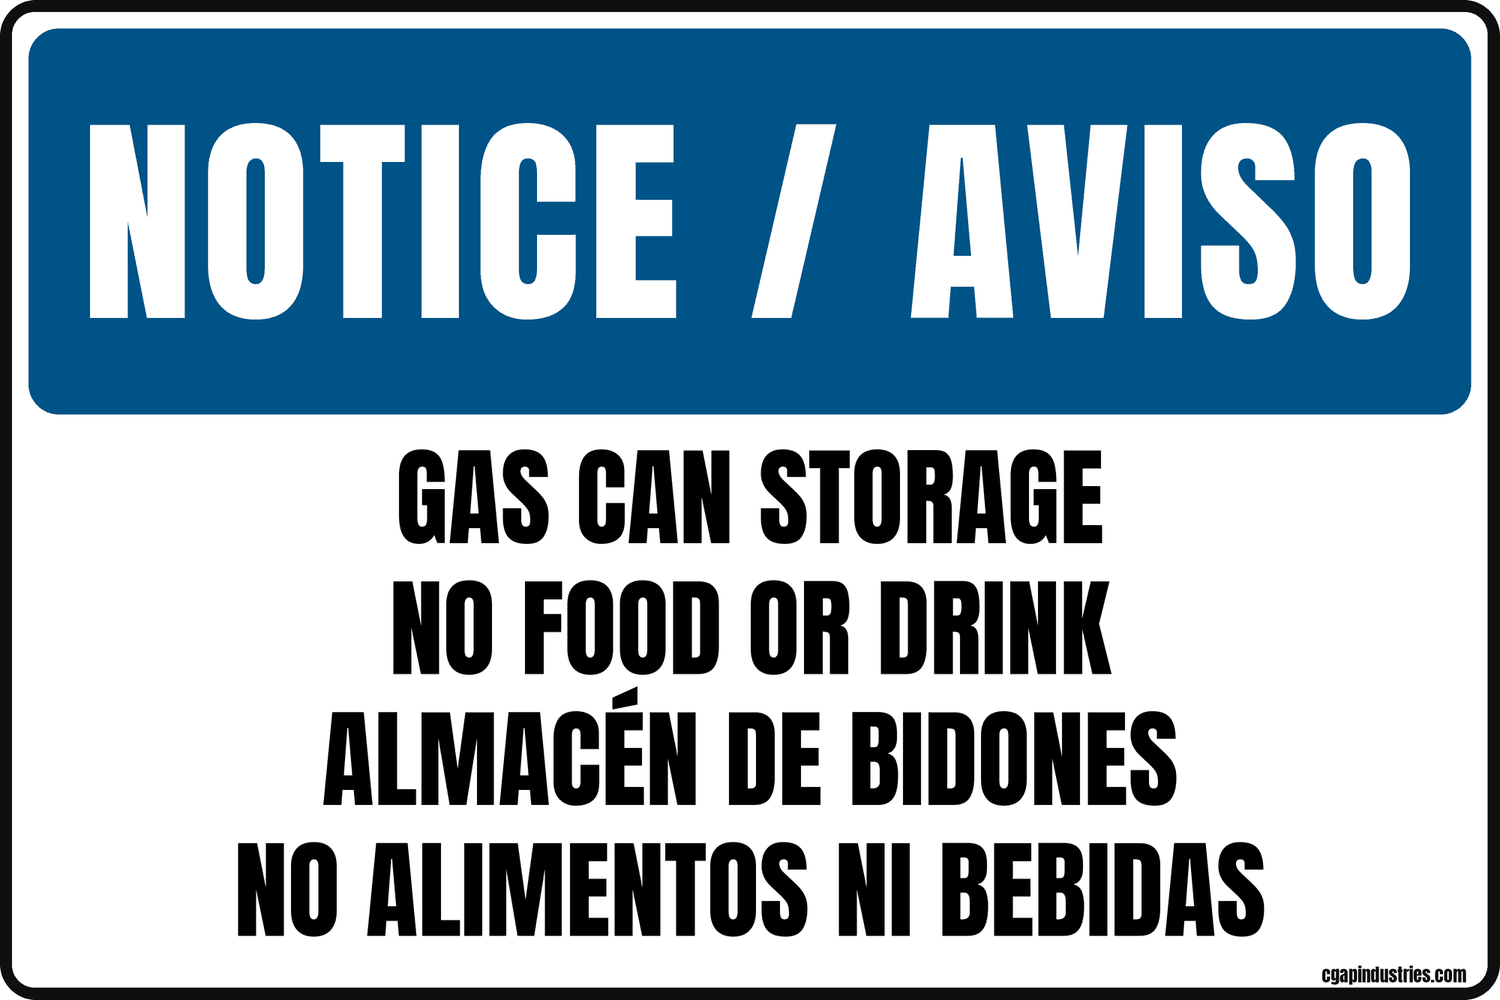 NOTICE / AVISO
GAS CAN STORAGE
NO FOOD OR DRINK
ALMACÉN DE BIDONES
NO ALIMENTOS NI BEBIDAS
cgapindustries.com